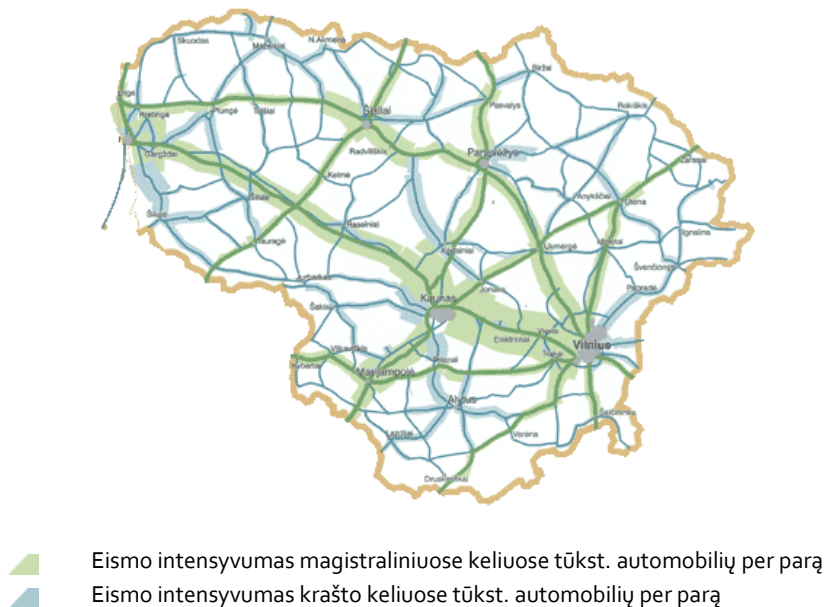 Skuodas
Mažeikiai
N.Akmenė
Biržai
Kretinga
Plungė
Telšiai
Šiauliai
Pasvalys
Rokiškis
Gargždai
Radviliškis
Panevėžys
Zarasai
Kelmė
Šilalė
Anykščiai
Utena
Šilutė
Raseiniai
Tauragė
Kėdainiai
Ukmergė
Molėtai
Ignalina
Švenčionys
Jurbarkas
Jonava
Pabradė
Šakiai
Kaunas
Elektrėnai
Vievis
Vilnius
Trakai
Vilkaviškis
Kybartai
Marijampolė
Prienai
Alytus
Šalčininkai
Lazdijai
Varėna
Druskininkai
Eismo intensyvumas magistraliniuose keliuose tūkst. automobilių per parą
Eismo intensyvumas krašto keliuose tūkst. automobilių per parą